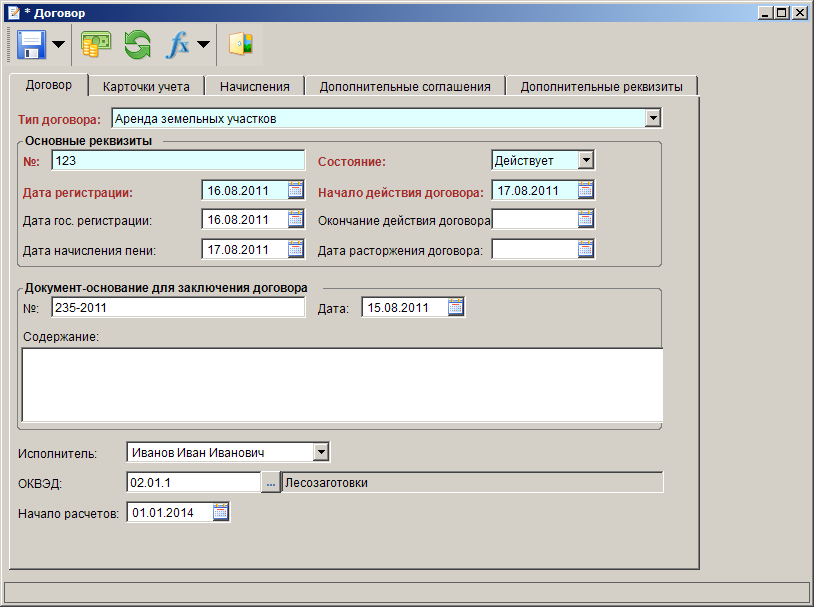 * Договор
fx
Договор Карточки учета Начисления Дополнительные соглашения Дополнительные реквизиты
Тип договора: Аренда земельных участков
Основные реквизиты
№: 123 Состояние: Действует
Дата регистрации: 16.08.2011 Начало действия договора: 17.08.2011
Дата гос. регистрации: 16.08.2011 Окончание действия договора
Дата начисления пени: 17.08.2011 Дата расторжения договора:
Документ-основание для заключения договора
№: 235-2011 Дата: 15.08.2011
Содержание:
Исполнитель: Иванов Иван Иванович
ОКВЭД: 02.01.1 ... Лесозаготовки
Начало расчетов: 01.01.2014